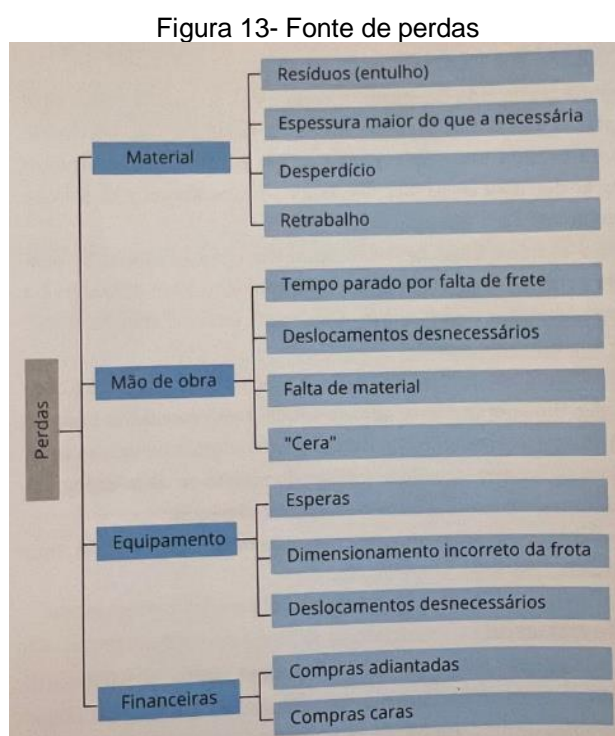 Figura 13- Fonte de perdas
Resíduos (entulho)
Espessura maior do que a necessária
Material
Desperdício
Retrabalho
Tempo parado por falta de frete
Deslocamentos desnecessários
Mão de obra
Falta de material
"Cera"
Perdas
Esperas
Equipamento
Dimensionamento incorreto da frota
Deslocamentos desnecessários
Compras adiantadas
Financeiras
Compras caras